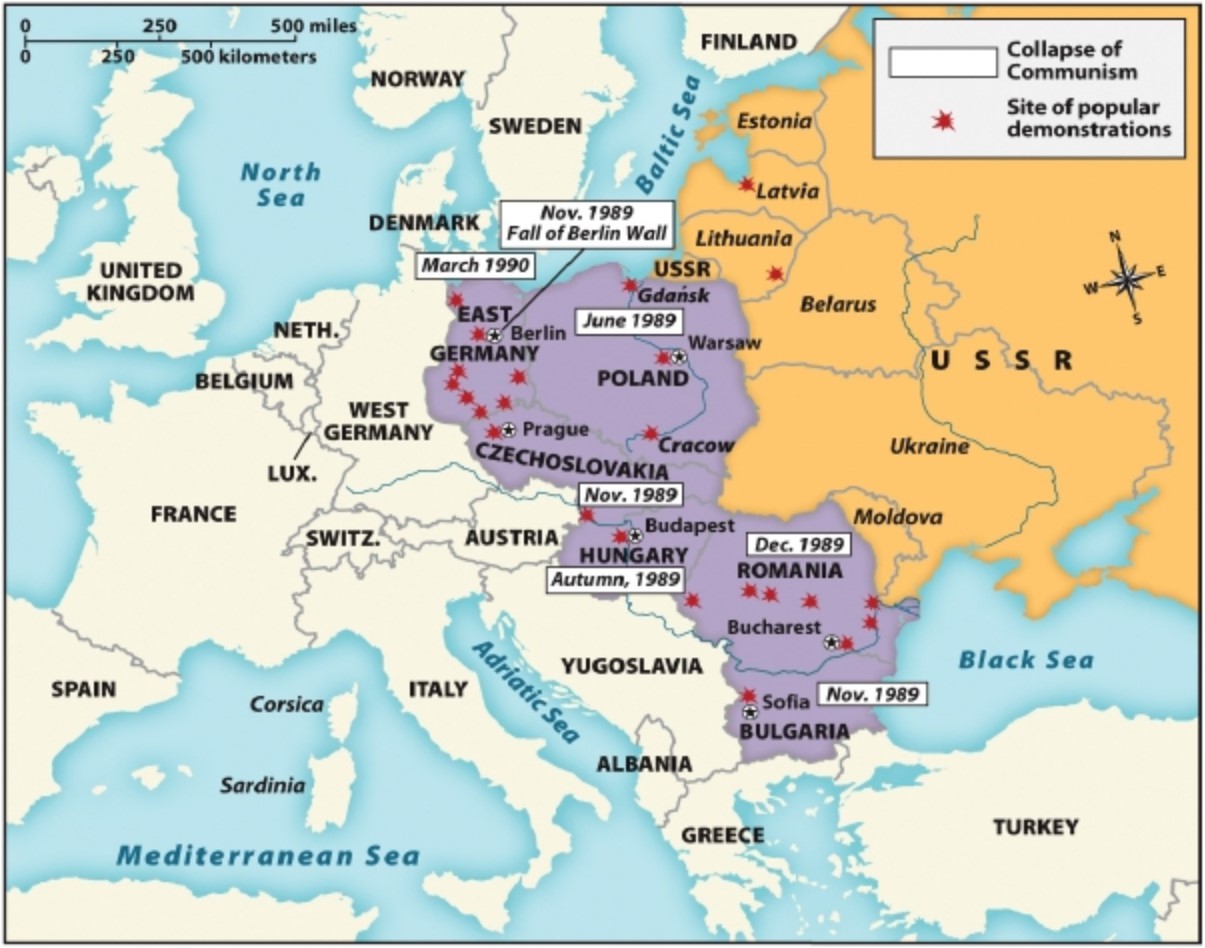 0 250 500 miles
0 250 500 kilometers
Collapse of
Communism
Site of popular
demonstrations
FINLAND
NORWAY
SWEDEN
Baltic Sea
Estonia
Latvia
Lithuania
North
Sea
DENMARK
Nov. 1989
Fall of Berlin Wall
March 1990
USSR
N
E
W
S
UNITED
KINGDOM
Gdańsk
Belarus
EAST
GERMANY
Berlin
June 1989
Warsaw
POLAND
NETH.
BELGIUM
U S S R
WEST
GERMANY
Prague
Cracow
CZECHOSLOVAKIA
Ukraine
LUX.
FRANCE
Nov. 1989
Moldova
SWITZ.
AUSTRIA
Budapest
HUNGARY
Autumn, 1989
Dec. 1989
ROMANIA
Bucharest
Black Sea
YUGOSLAVIA
Adriatic Sea
SPAIN
Corsica
ITALY
Sofia
Nov. 1989
BULGARIA
ALBANIA
Sardinia
GREECE
TURKEY
Mediterranean Sea